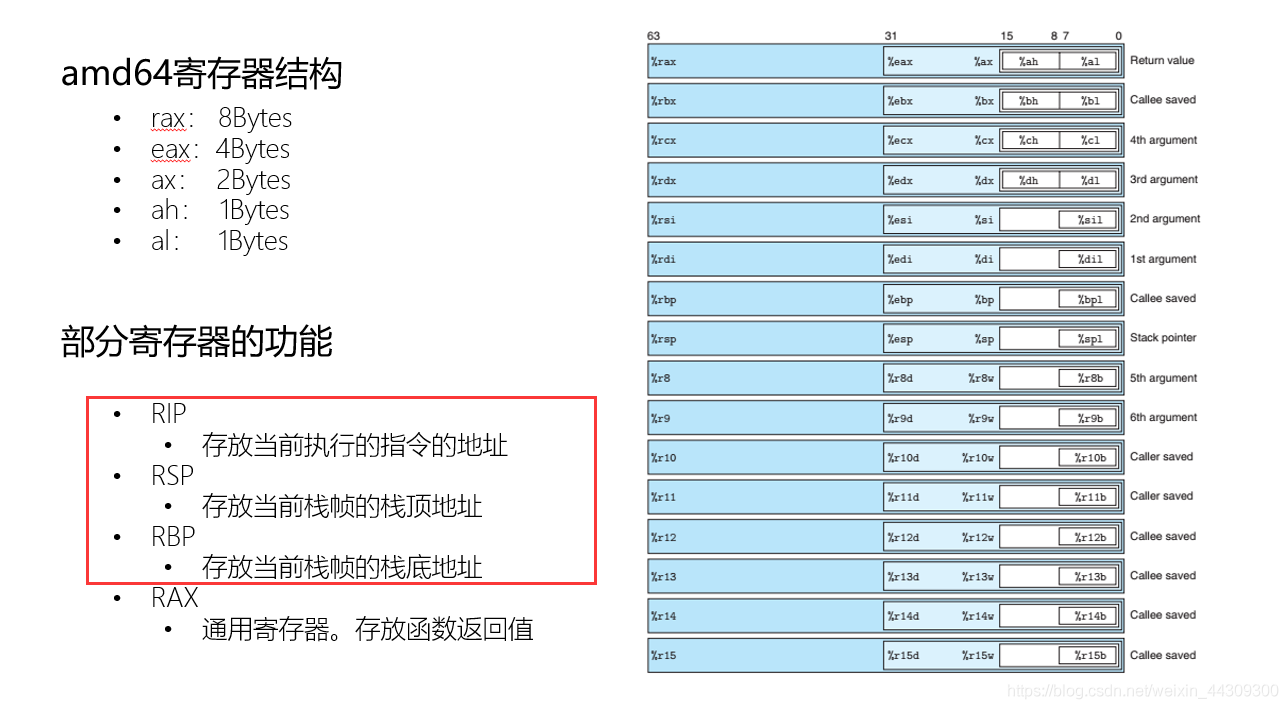 amd64寄存器结构
• rax： 8Bytes
• eax：4Bytes
• ax： 2Bytes
• ah： 1Bytes
• al： 1Bytes
部分寄存器的功能
• RIP
• 存放当前执行的指令的地址
• RSP
• 存放当前栈帧的栈顶地址
• RBP
• 存放当前栈帧的栈底地址
• RAX
• 通用寄存器。存放函数返回值
63 31 15 8 7 0
%rax %eax %ax %ah %al Return value
%rbx %ebx %bx %bh %bl Callee saved
%rcx %ecx %cx %ch %cl 4th argument
%rdx %edx %dx %dh %dl 3rd argument
%rsi %esi %si %sil 2nd argument
%rdi %edi %di %dil 1st argument
%rbp %ebp %bp %bpl Callee saved
%rsp %esp %sp %spl Stack pointer
%r8 %r8d %r8w %r8b 5th argument
%r9 %r9d %r9w %r9b 6th argument
%r10 %r10d %r10w %r10b Caller saved
%r11 %r11d %r11w %r11b Caller saved
%r12 %r12d %r12w %r12b Callee saved
%r13 %r13d %r13w %r13b Callee saved
%r14 %r14d %r14w %r14b Callee saved
%r15 %r15d %r15w %r15b Callee saved
https://blog.csdn.net/weixin_44309300